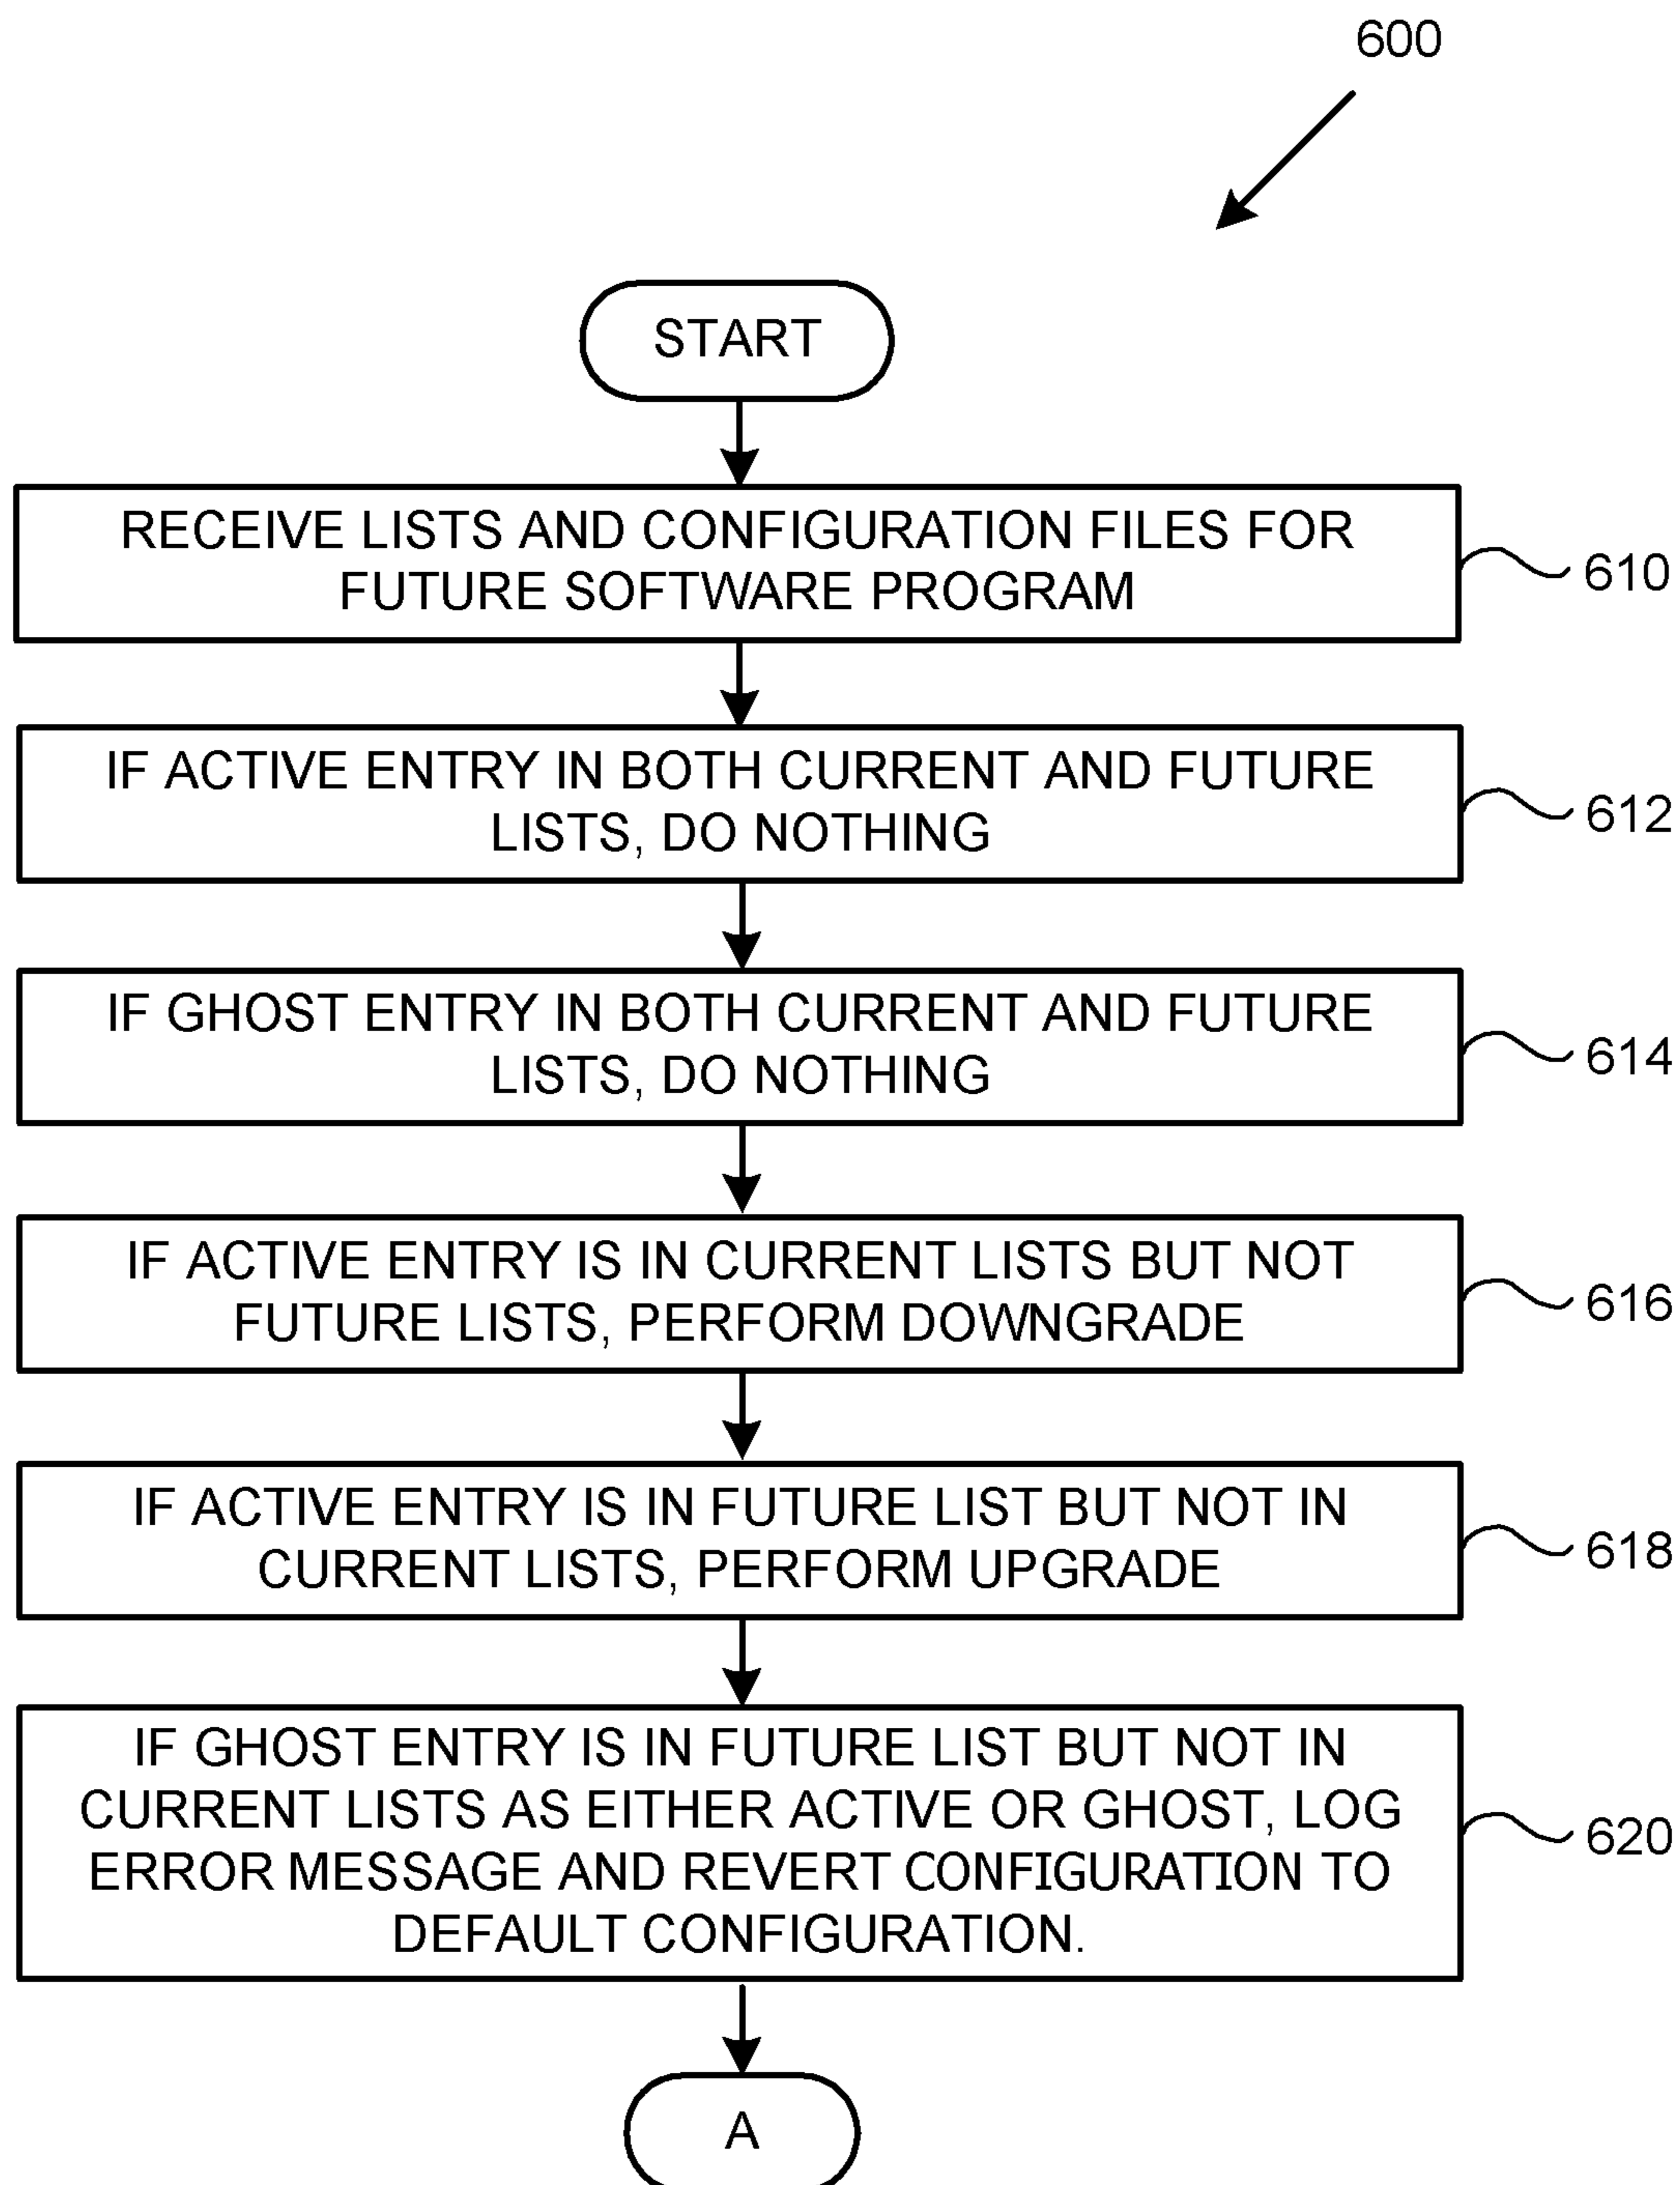 600
START
RECEIVE LISTS AND CONFIGURATION FILES FOR
FUTURE SOFTWARE PROGRAM
610
IF ACTIVE ENTRY IN BOTH CURRENT AND FUTURE
LISTS, DO NOTHING
612
IF GHOST ENTRY IN BOTH CURRENT AND FUTURE
LISTS, DO NOTHING
614
IF ACTIVE ENTRY IS IN CURRENT LISTS BUT NOT
FUTURE LISTS, PERFORM DOWNGRADE
616
IF ACTIVE ENTRY IS IN FUTURE LIST BUT NOT IN
CURRENT LISTS, PERFORM UPGRADE
618
IF GHOST ENTRY IS IN FUTURE LIST BUT NOT IN
CURRENT LISTS AS EITHER ACTIVE OR GHOST, LOG
ERROR MESSAGE AND REVERT CONFIGURATION TO
DEFAULT CONFIGURATION.
620
A